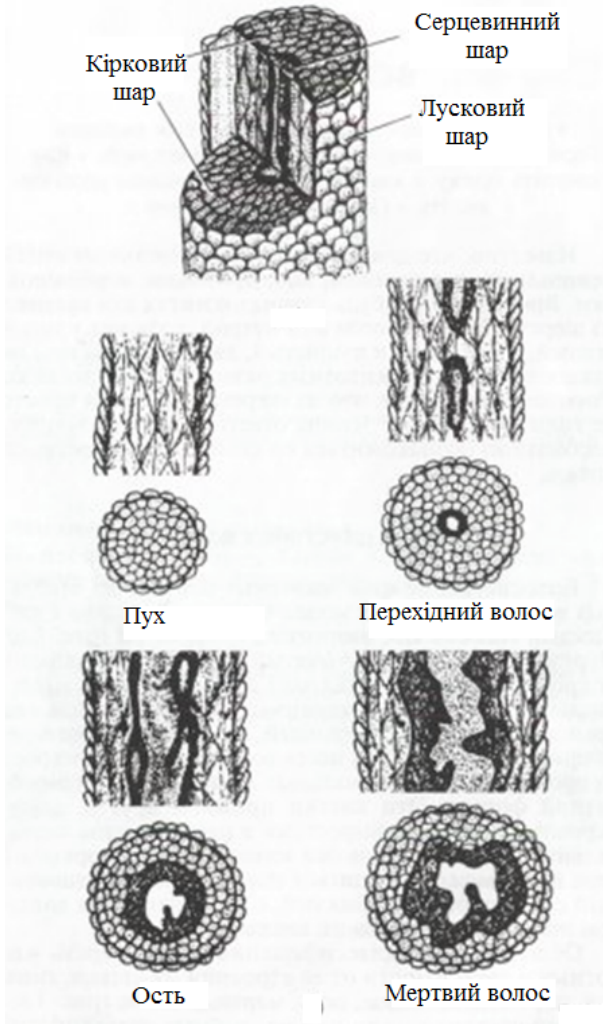 Серцевинний
шар
Кірковий
шар
Лусковий
шар
Пух
Перехідний волос
Ость
Мертвий волос